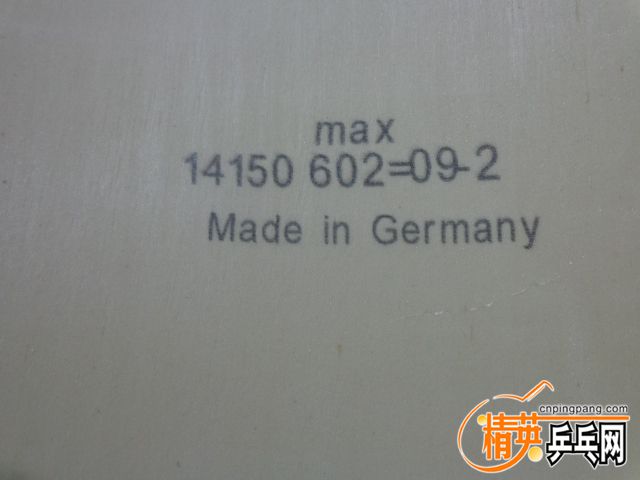 max
14150 602=09-2
Made in Germany
cnpingpang.com
精英乒乓网